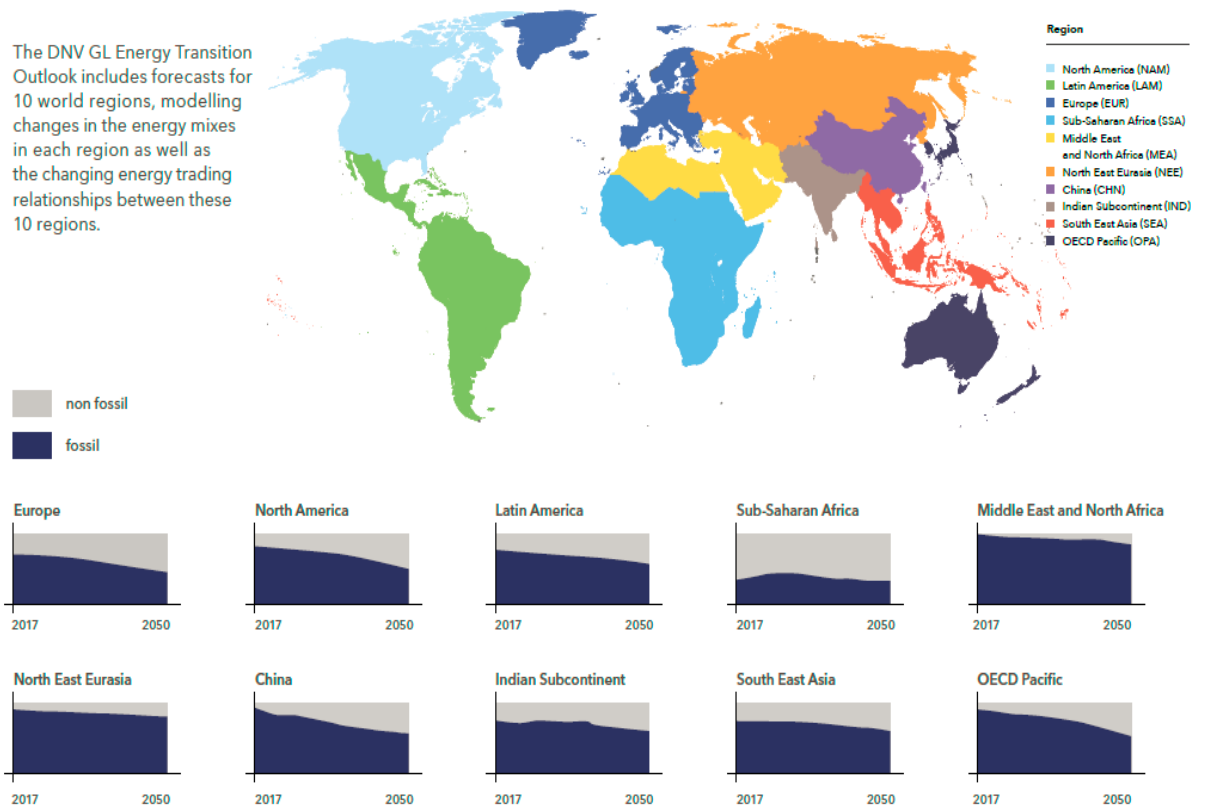 The DNV GL Energy Transition
Outlook includes forecasts for
10 world regions, modelling
changes in the energy mixes
in each region as well as
the changing energy trading
relationships between these
10 regions.
Region
North America (NAM)
Latin America (LAM)
Europe (EUR)
Sub-Saharan Africa (SSA)
Middle East
and North Africa (MEA)
North East Eurasia (NEE)
China (CHN)
Indian Subcontinent (IND)
South East Asia (SEA)
OECD Pacific (OPA)
non fossil
fossil
Europe
2017 2050
North America
2017 2050
Latin America
2017 2050
Sub-Saharan Africa
2017 2050
Middle East and North Africa
2017 2050
North East Eurasia
2017 2050
China
2017 2050
Indian Subcontinent
2017 2050
South East Asia
2017 2050
OECD Pacific
2017 2050